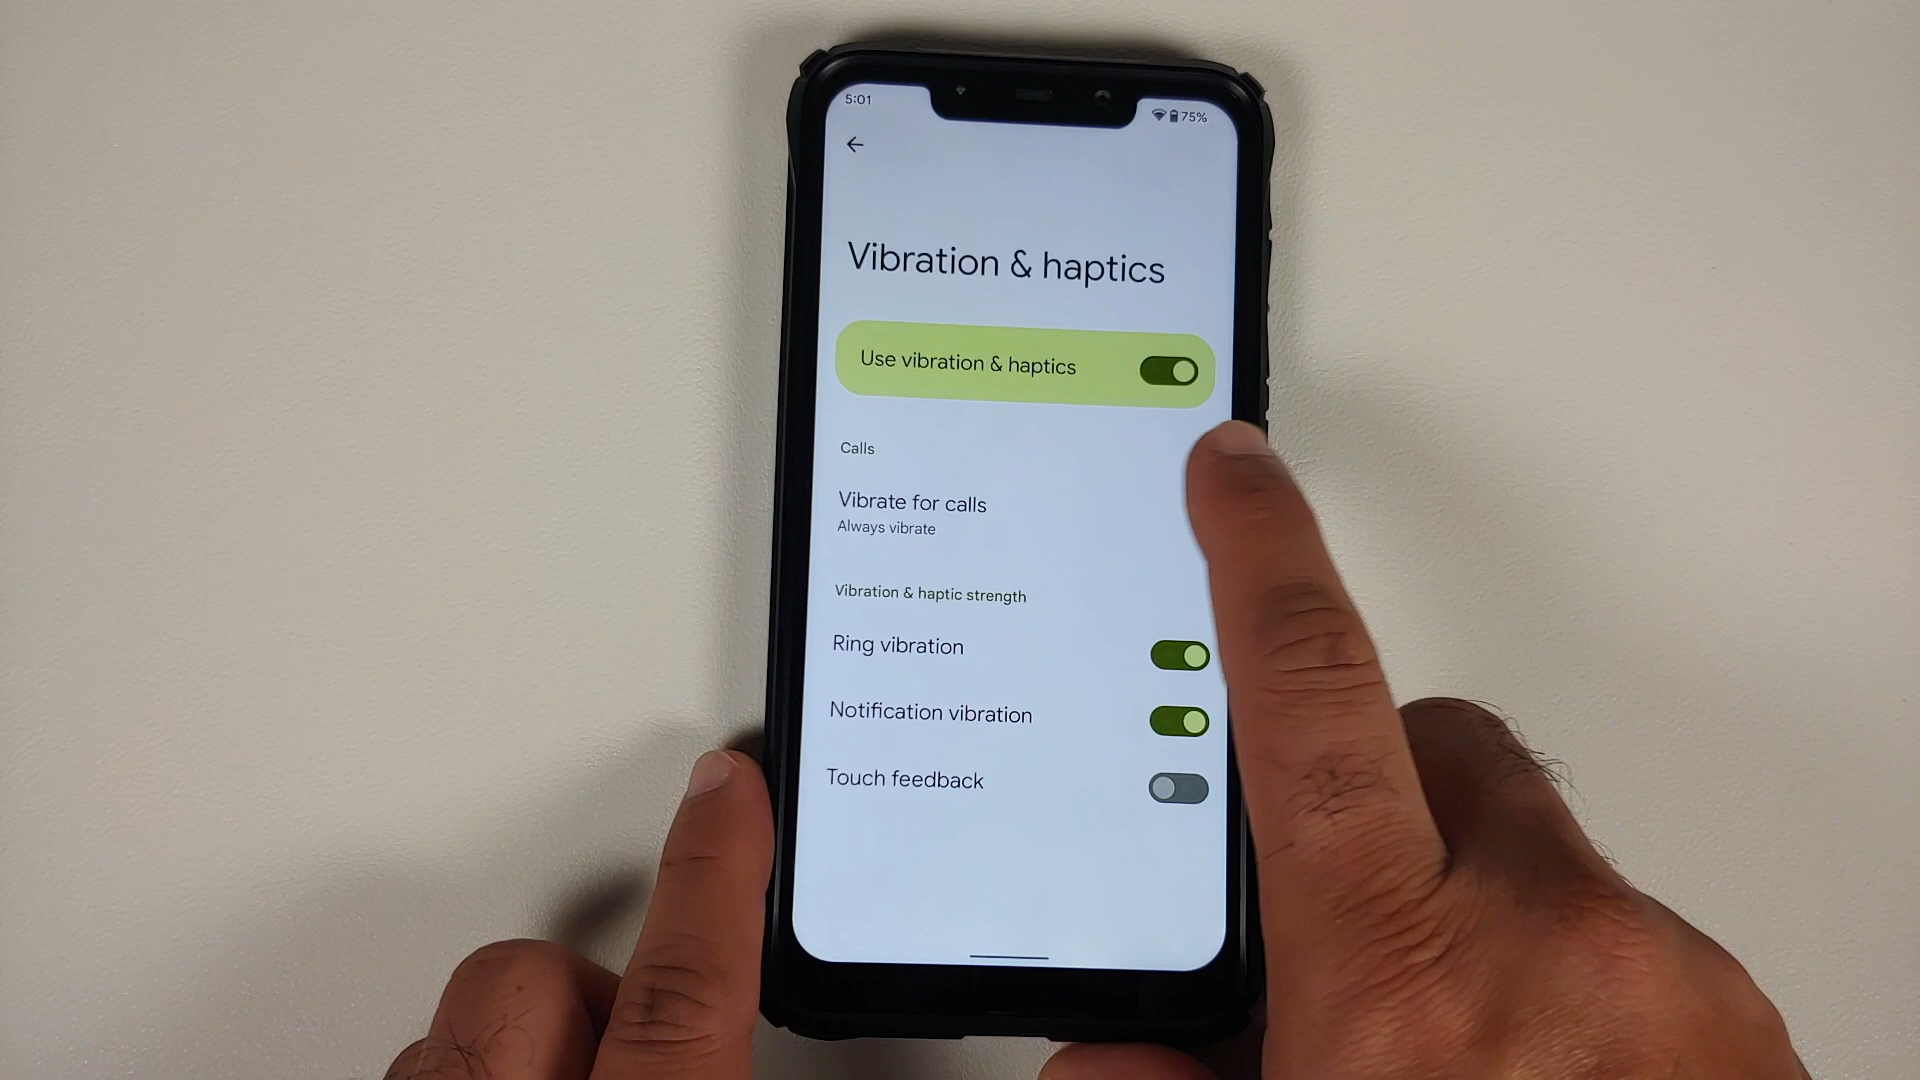 5:01
75%
Vibration & haptics
Use vibration & haptics
Calls
Vibrate for calls
Always vibrate
Vibration & haptic strength
Ring vibration
Notification vibration
Touch feedback